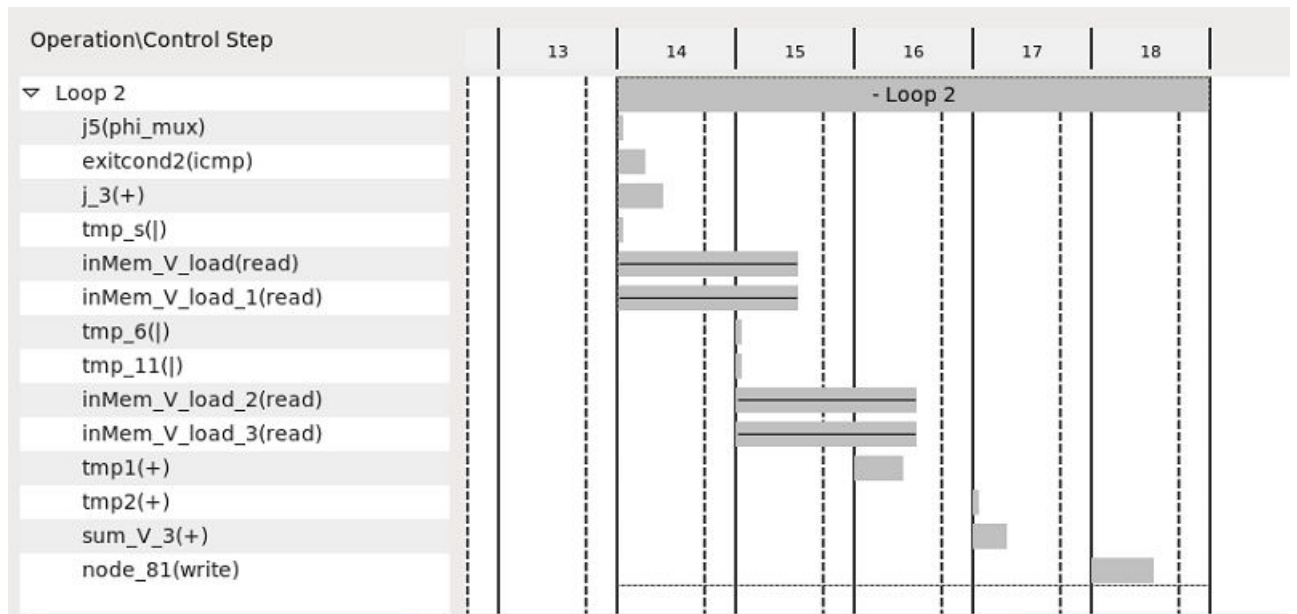 Operation\Control Step
13 14 15 16 17 18
Loop 2
- Loop 2
j5(phi_mux)
exitcond2(icmp)
j_3(+)
tmp_s(|)
inMem_V_load(read)
inMem_V_load_1(read)
tmp_6(|)
tmp_11(|)
inMem_V_load_2(read)
inMem_V_load_3(read)
tmp1(+)
tmp2(+)
sum_V_3(+)
node_81(write)